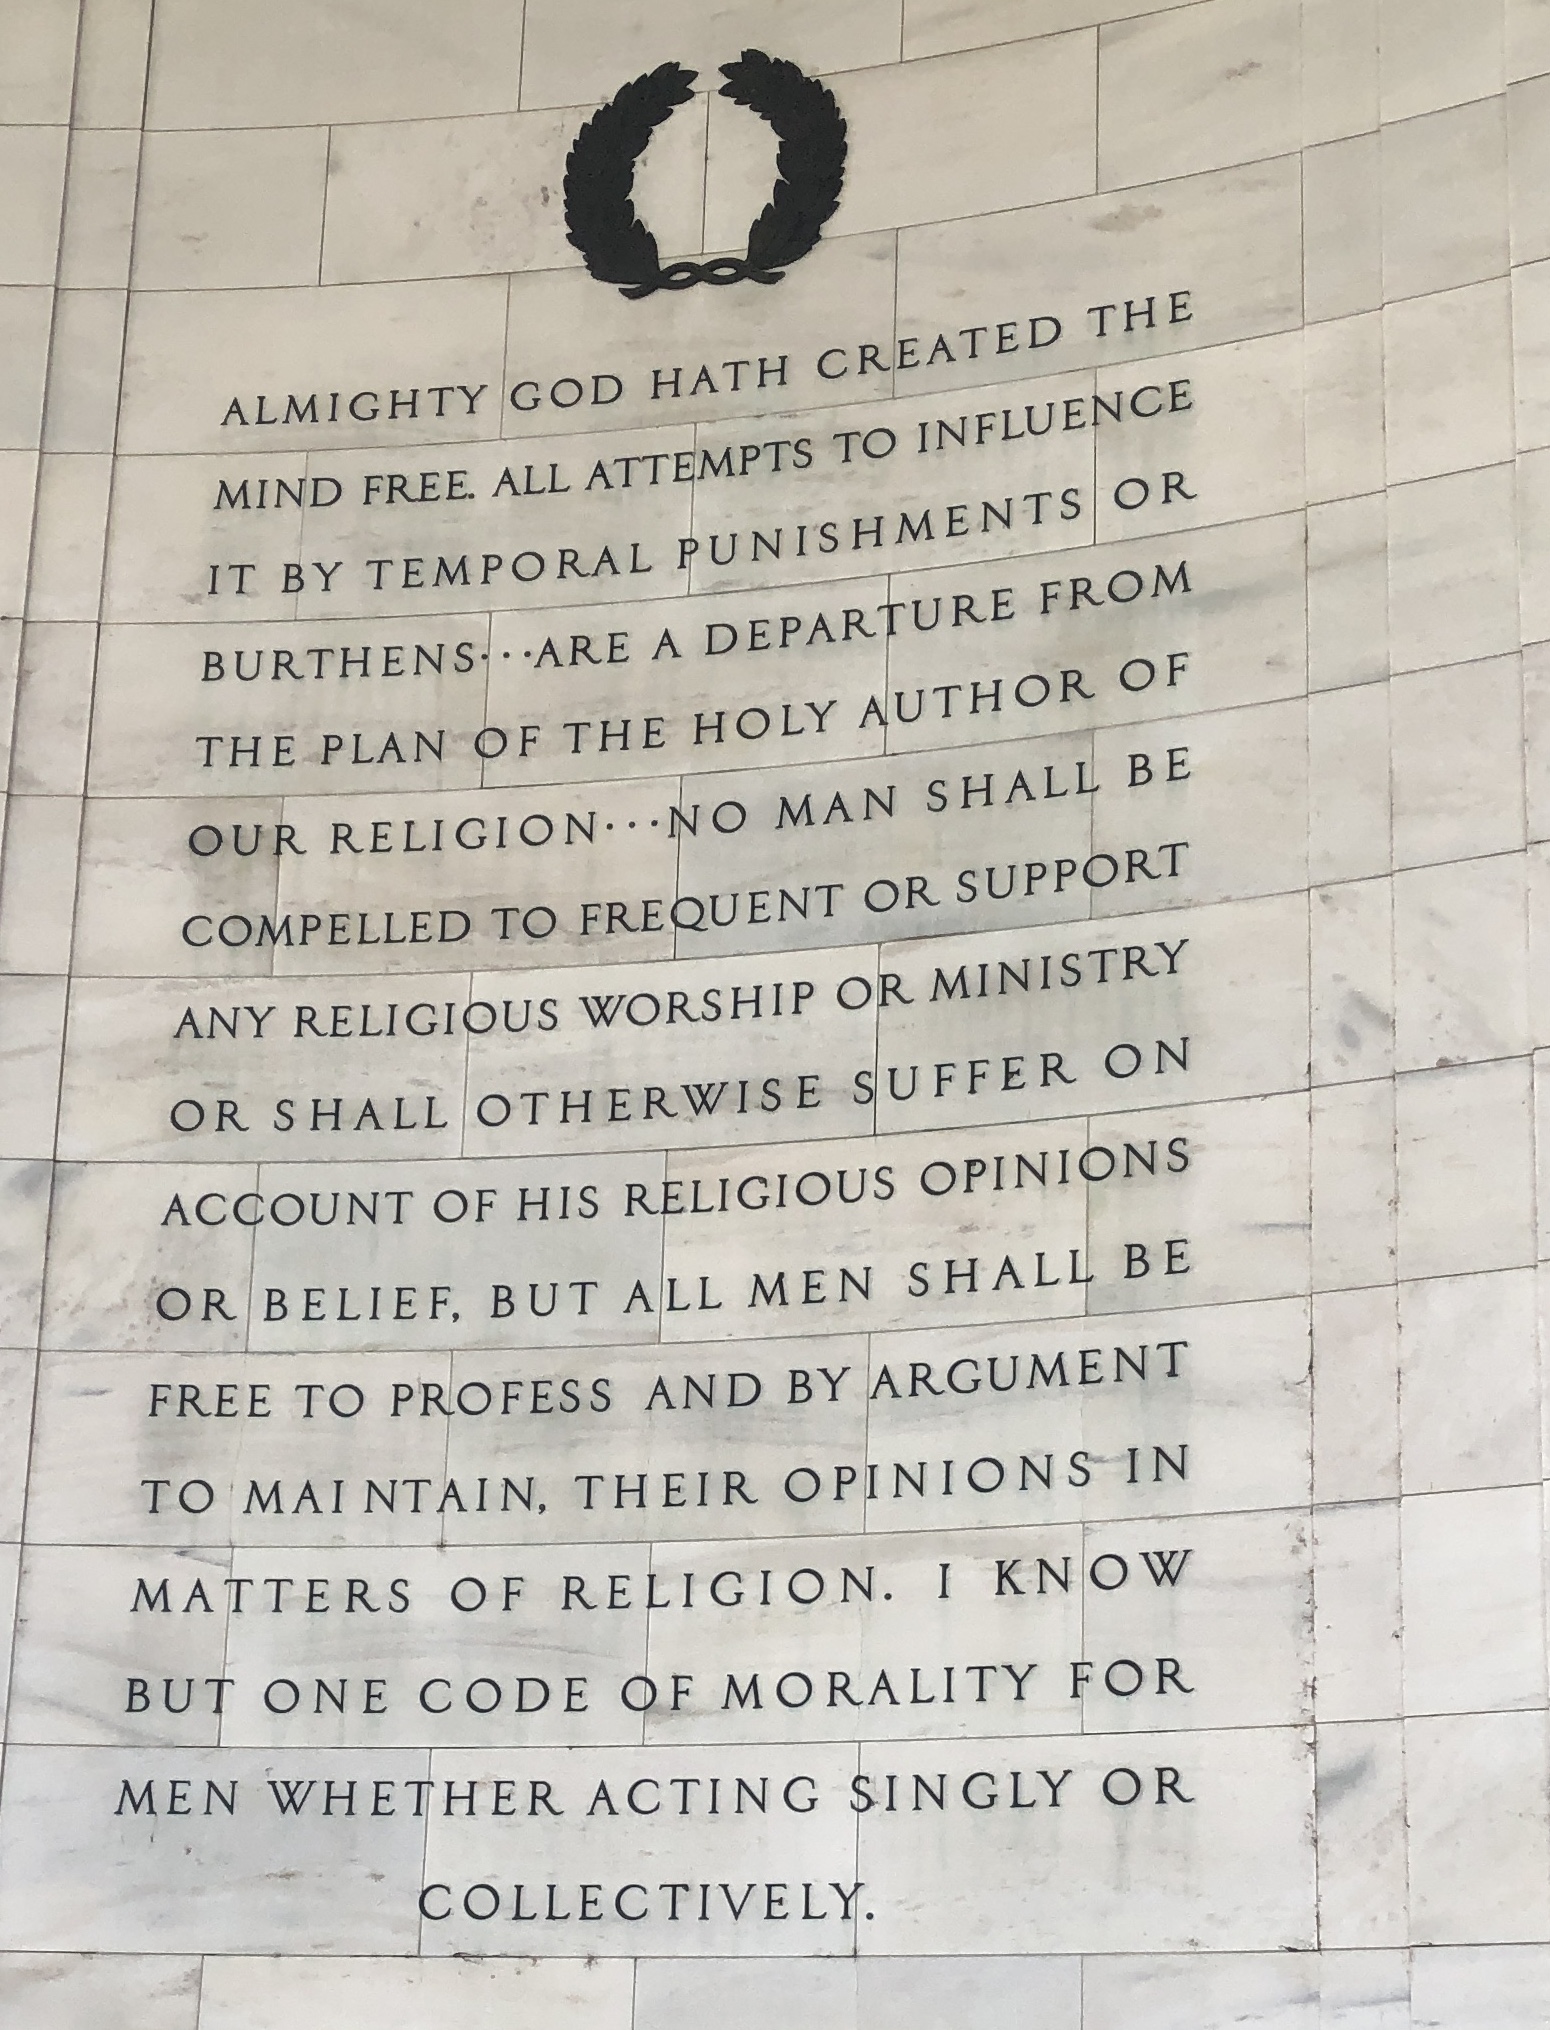 ALMIGHTY GOD HATH CREATED THE
MIND FREE. ALL ATTEMPTS TO INFLUENCE
IT BY TEMPORAL PUNISHMENTS OR
BURTHENS···ARE A DEPARTURE FROM
THE PLAN OF THE HOLY AUTHOR OF
OUR RELIGION···NO MAN SHALL BE
COMPELLED TO FREQUENT OR SUPPORT
ANY RELIGIOUS WORSHIP OR MINISTRY
OR SHALL OTHERWISE SUFFER ON
ACCOUNT OF HIS RELIGIOUS OPINIONS
OR BELIEF, BUT ALL MEN SHALL BE
FREE TO PROFESS AND BY ARGUMENT
TO MAINTAIN, THEIR OPINIONS IN
MATTERS OF RELIGION. I KNOW
BUT ONE CODE OF MORALITY FOR
MEN WHETHER ACTING SINGLY OR
COLLECTIVELY.